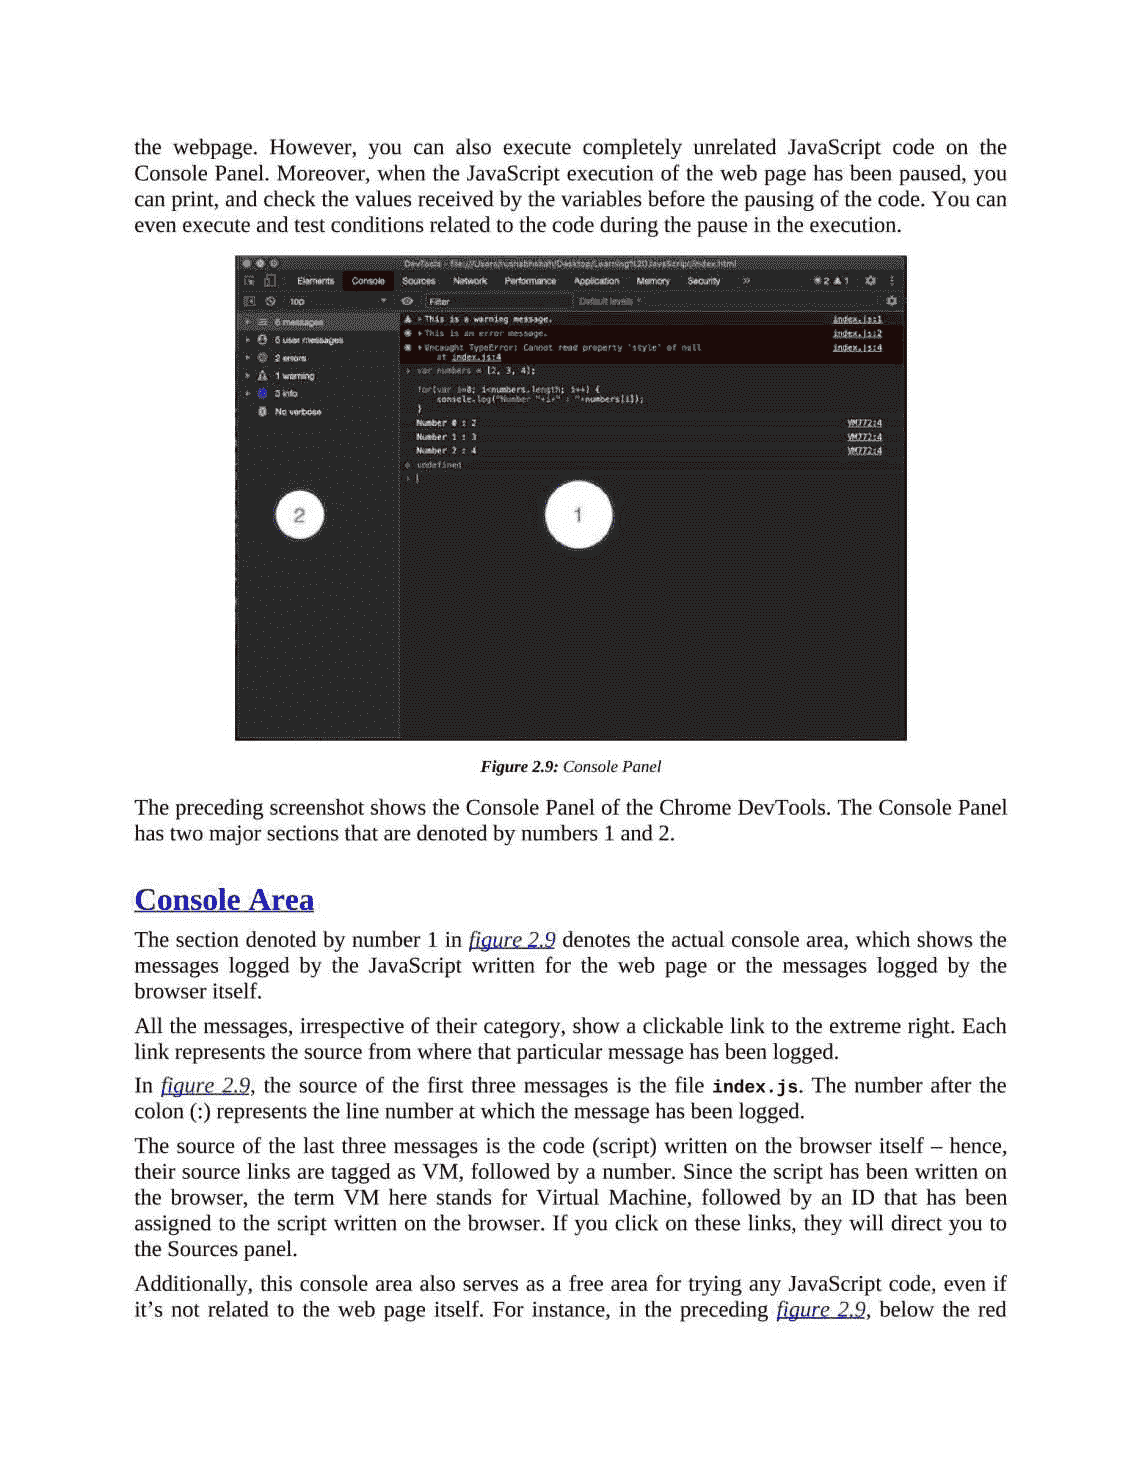 the webpage. However, you can also execute completely unrelated JavaScript code on the
Console Panel. Moreover, when the JavaScript execution of the web page has been paused, you
can print, and check the values received by the variables before the pausing of the code. You can
even execute and test conditions related to the code during the pause in the execution.
DevTools - file:///Users/rushabhshah/Desktop/Learning%20JavaScript/index.html
Elements Console Sources Network Performance Application Memory Security » 2 1
top Filter Default levels
6 messages
5 user messages
2 errors
1 warning
3 info
No verbose
This is a warning message. index.js:1
This is an error message. index.js:2
Uncaught TypeError: Cannot read property 'style' of null index.js:4
at index.js:4
var numbers = [2, 3, 4];
for(var i=0; i<numbers.length; i++) {
console.log("Number "+i+" : "+numbers[i]);
}
Number 0 : 2 VM772:4
Number 1 : 3 VM772:4
Number 2 : 4 VM772:4
undefined
2
1
Figure 2.9: Console Panel
The preceding screenshot shows the Console Panel of the Chrome DevTools. The Console Panel
has two major sections that are denoted by numbers 1 and 2.
Console Area
The section denoted by number 1 in figure 2.9 denotes the actual console area, which shows the
messages logged by the JavaScript written for the web page or the messages logged by the
browser itself.
All the messages, irrespective of their category, show a clickable link to the extreme right. Each
link represents the source from where that particular message has been logged.
In figure 2.9, the source of the first three messages is the file index.js. The number after the
colon (:) represents the line number at which the message has been logged.
The source of the last three messages is the code (script) written on the browser itself – hence,
their source links are tagged as VM, followed by a number. Since the script has been written on
the browser, the term VM here stands for Virtual Machine, followed by an ID that has been
assigned to the script written on the browser. If you click on these links, they will direct you to
the Sources panel.
Additionally, this console area also serves as a free area for trying any JavaScript code, even if
it’s not related to the web page itself. For instance, in the preceding figure 2.9, below the red